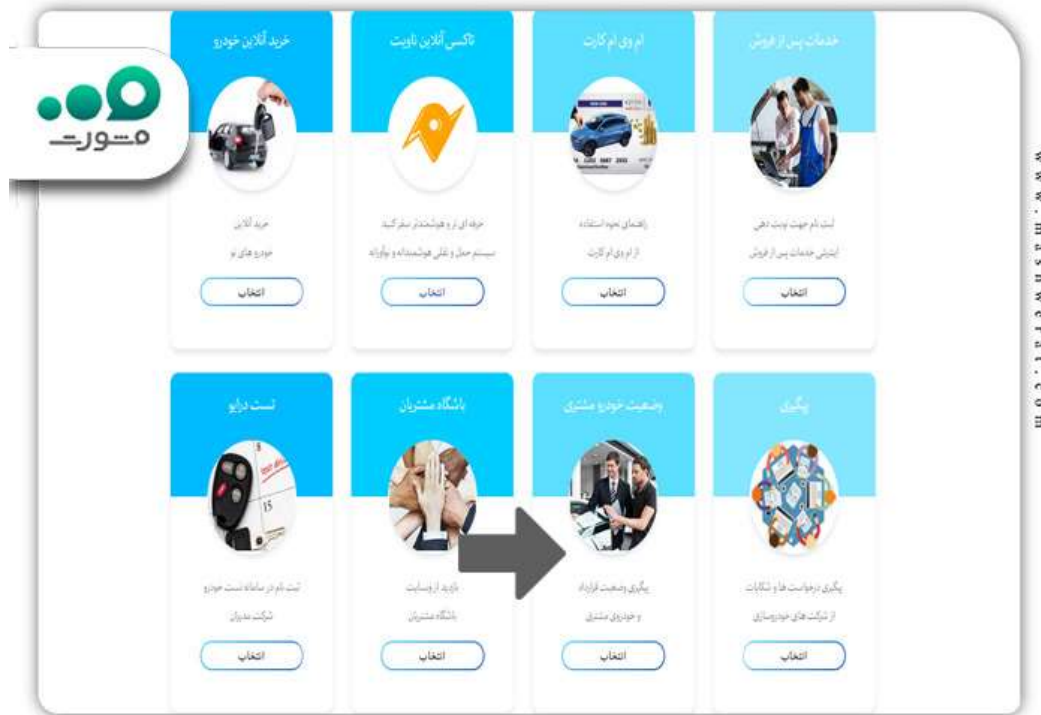 مشورت
خدمات پس از فروش
ثبت نام جهت نوبت دهی
اینترنتی خدمات پس از فروش
انتخاب
ام وی ام کارت
راهنمای نحوه استفاده
از ام وی ام کارت
انتخاب
تاکسی آنلاین ناویت
حرفه ای تر و هوشمندتر سفر کنید
سیستم حمل و نقلی هوشمندانه و نوآورانه
انتخاب
خرید آنلاین خودرو
خرید آنلاین
خودرو های نو
انتخاب
پیگیری
پیگیری درخواست ها و شکایات
از شرکت های خودروسازی
انتخاب
وضعیت خودرو مشتری
پیگیری وضعیت قرارداد
و خودروی مشتری
انتخاب
باشگاه مشتریان
بازدید از وبسایت
باشگاه مشتریان
انتخاب
تست درایو
15
ثبت نام در سامانه تست خودرو
شرکت مدیران
انتخاب
www.mashwerat.com